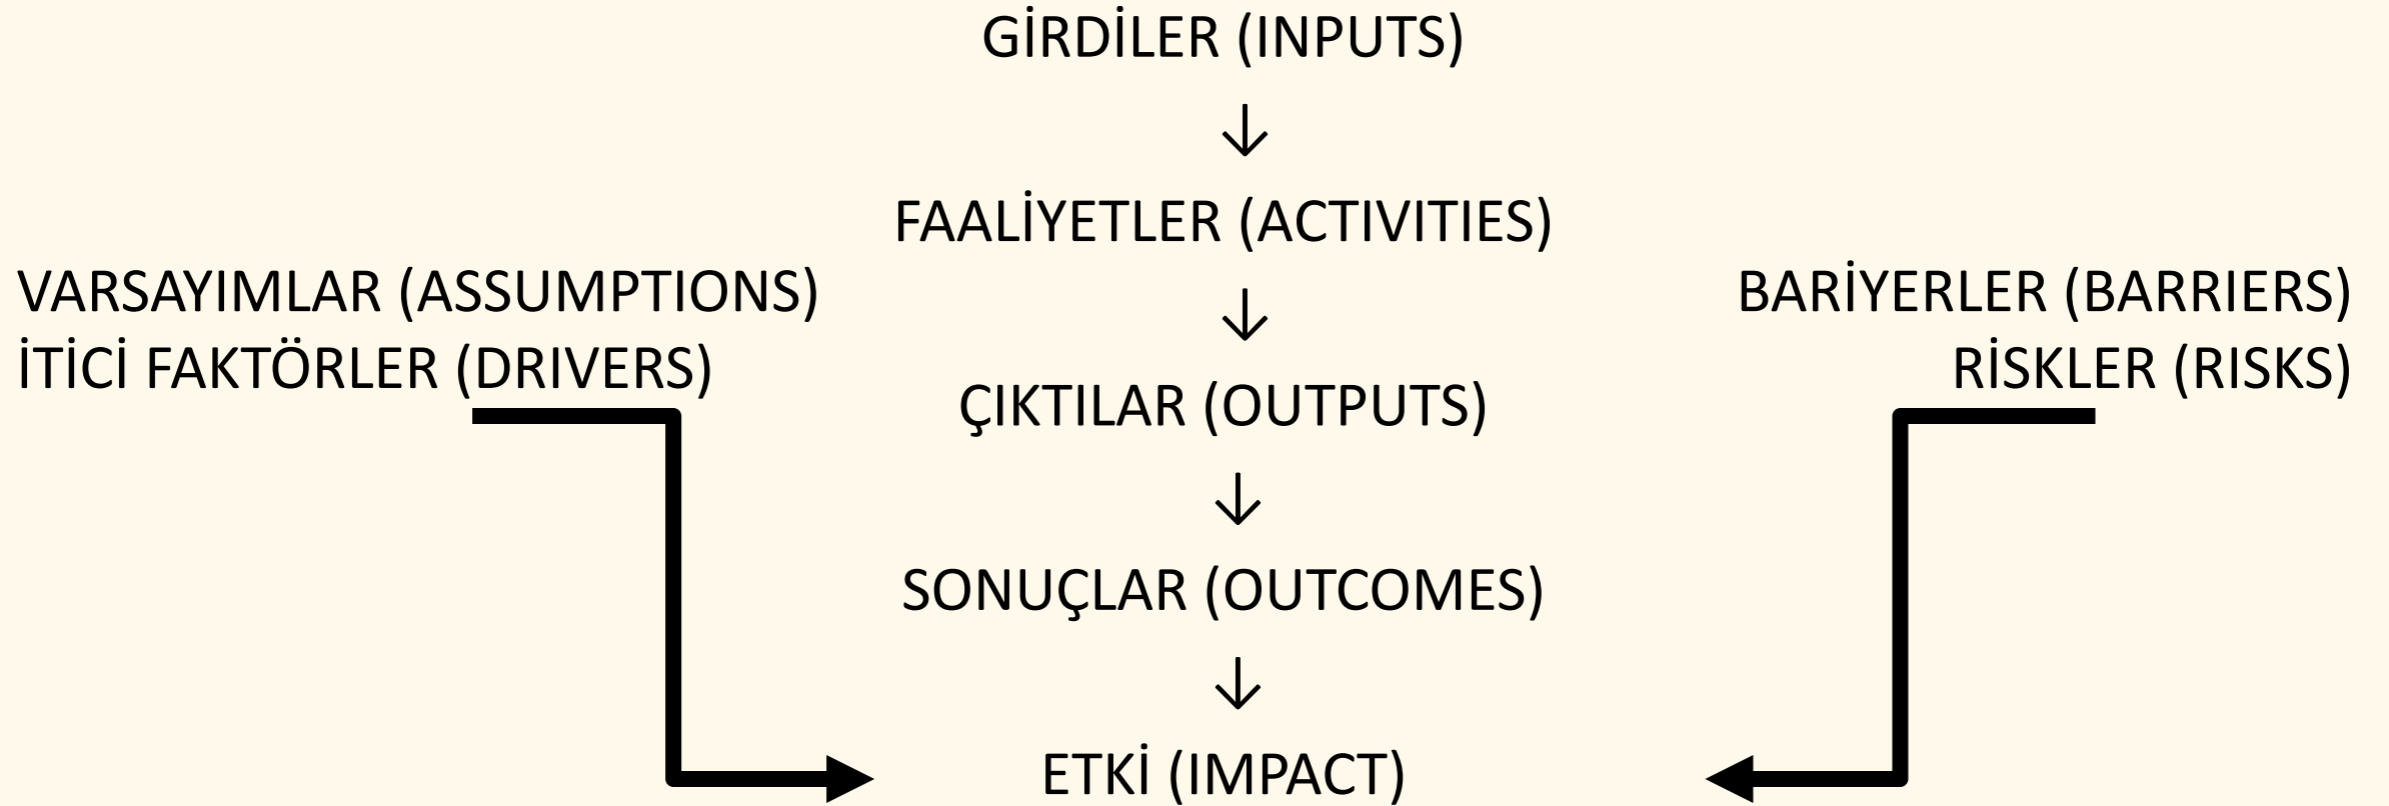 GİRDİLER (INPUTS)
↓
FAALİYETLER (ACTIVITIES)
↓
VARSAYIMLAR (ASSUMPTIONS)
İTİCİ FAKTÖRLER (DRIVERS)
BARİYERLER (BARRIERS)
RİSKLER (RISKS)
ÇIKTILAR (OUTPUTS)
↓
SONUÇLAR (OUTCOMES)
↓
ETKİ (IMPACT)